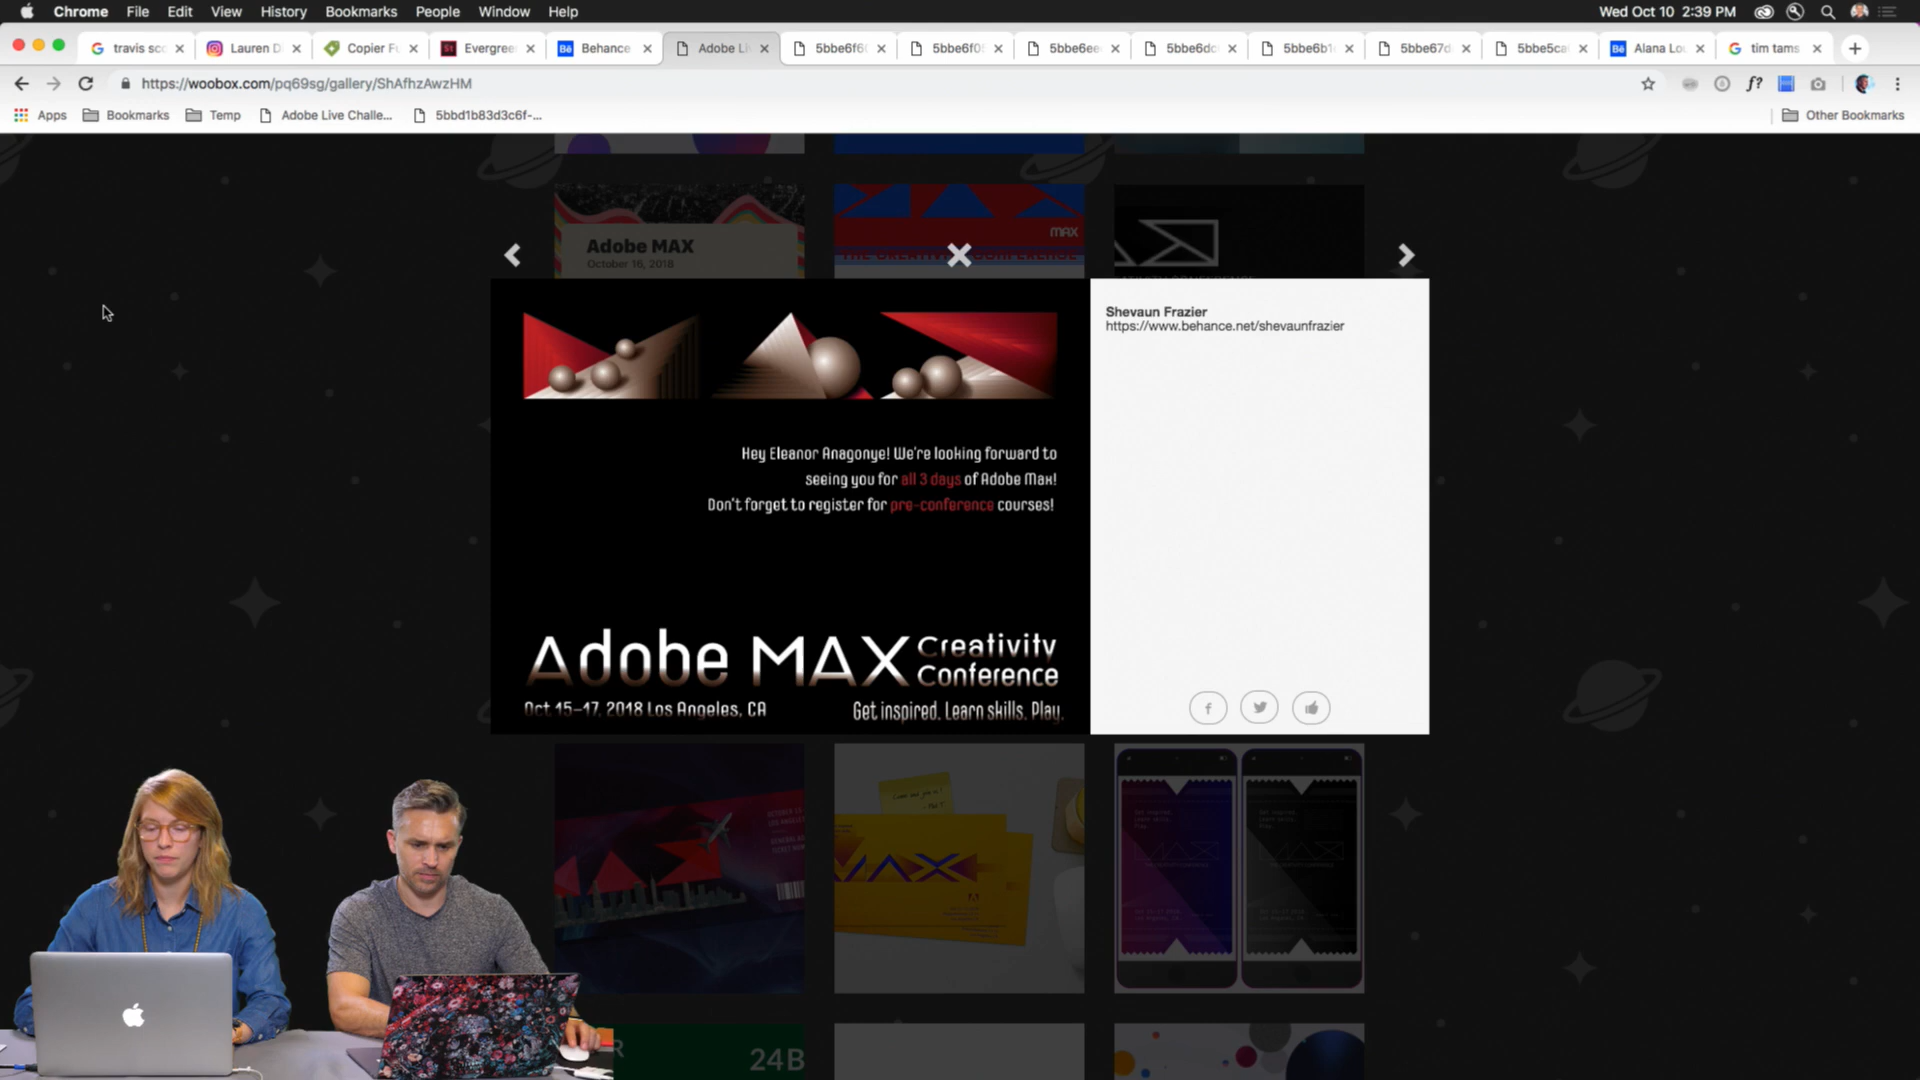 Chrome File Edit View History Bookmarks People Window Help
Wed Oct 10 2:39 PM
travis sc
Lauren D
Copier F
Evergree
Behance
Adobe Li
5bbe6f6
5bbe6f0
5bbe6ee
5bbe6dc
5bbe6b1
5bbe67d
5bbe5ca
Alana Lo
tim tams
https://woobox.com/pq69sg/gallery/ShAfhzAwzHM
f?
Apps Bookmarks Temp Adobe Live Challe... 5bbd1b83d3c6f-... Other Bookmarks
Adobe MAX
October 16, 2018
MAX
THE CREATIVITY CONFERENCE
Shevaun Frazier
https://www.behance.net/shevaunfrazier
Hey Eleanor Anagonye! We're looking forward to
seeing you for all 3 days of Adobe Max!
Don't forget to register for pre-conference courses!
Adobe MAX Creativity
Conference
Oct 15-17, 2018 Los Angeles, CA
Get inspired. Learn skills. Play.
MAX
24B